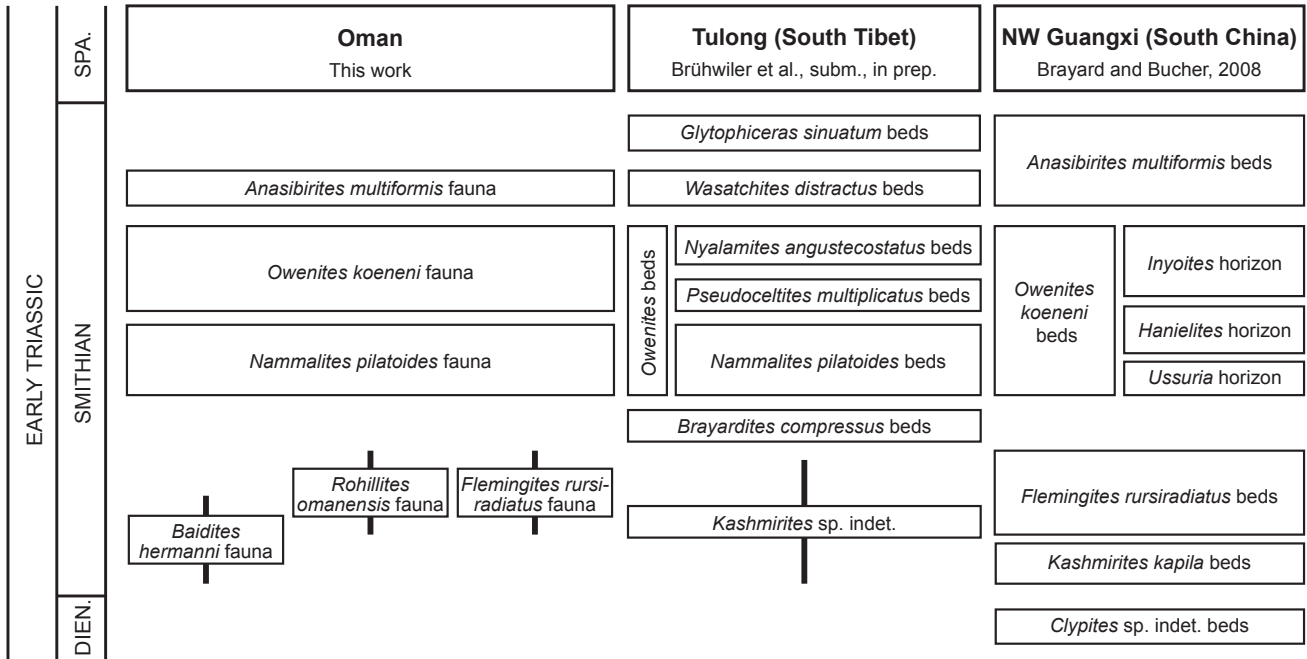 EARLY TRIASSIC
SPA.
SMITHIAN
DIEN.
Oman
This work
Anasibirites multiformis fauna
Owenites koeneni fauna
Nammalites pilatoides fauna
Rohillites
omanensis fauna
Flemingites rursi-
radiatus fauna
Baidites
hermanni fauna
Tulong (South Tibet)
Brühwiler et al., subm., in prep.
Glytophiceras sinuatum beds
Wasatchites distractus beds
Owenites beds
Nyalamites angustecostatus beds
Pseudoceltites multiplicatus beds
Nammalites pilatoides beds
Brayardites compressus beds
Kashmirites sp. indet.
NW Guangxi (South China)
Brayard and Bucher, 2008
Anasibirites multiformis beds
Owenites
koeneni
beds
Inyoites horizon
Hanielites horizon
Ussuria horizon
Flemingites rursiradiatus beds
Kashmirites kapila beds
Clypites sp. indet. beds